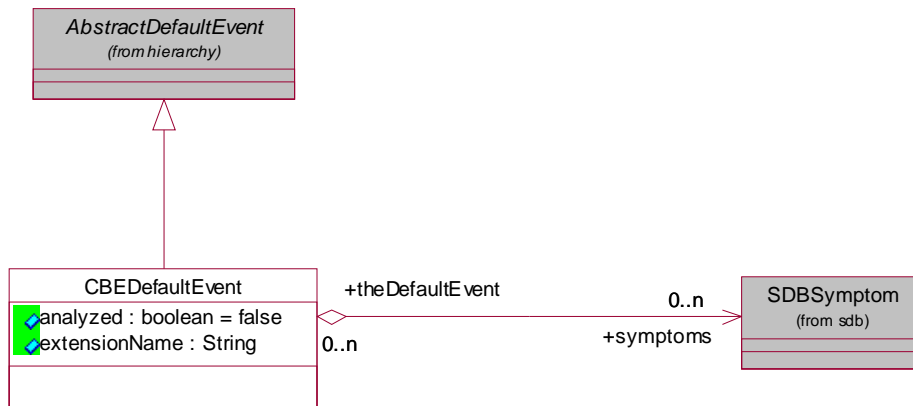 AbstractDefaultEvent
(from hierarchy)
CBEDefaultEvent
analyzed : boolean = false
extensionName : String
+theDefaultEvent
0..n
0..n
+symptoms
SDBSymptom
(from sdb)